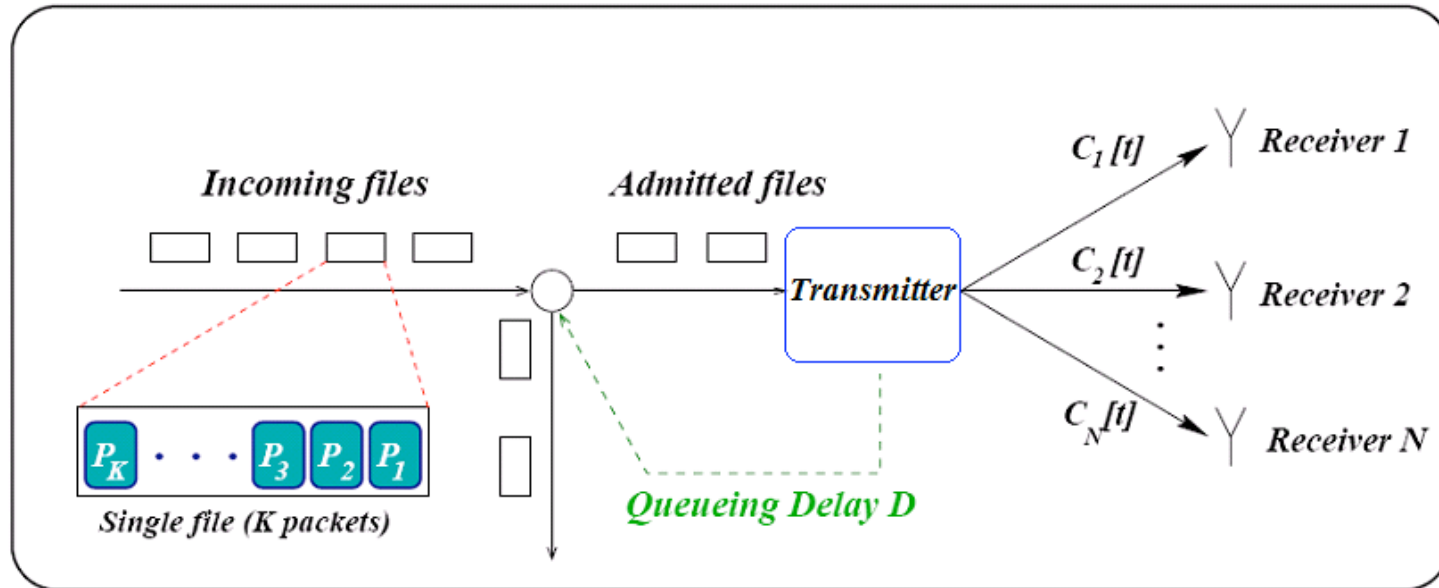 Incoming files
Admitted files
Transmitter
C1[t]
Receiver 1
C2[t]
Receiver 2
CN[t]
Receiver N
PK . . . P3 P2 P1
Single file (K packets)
Queueing Delay D